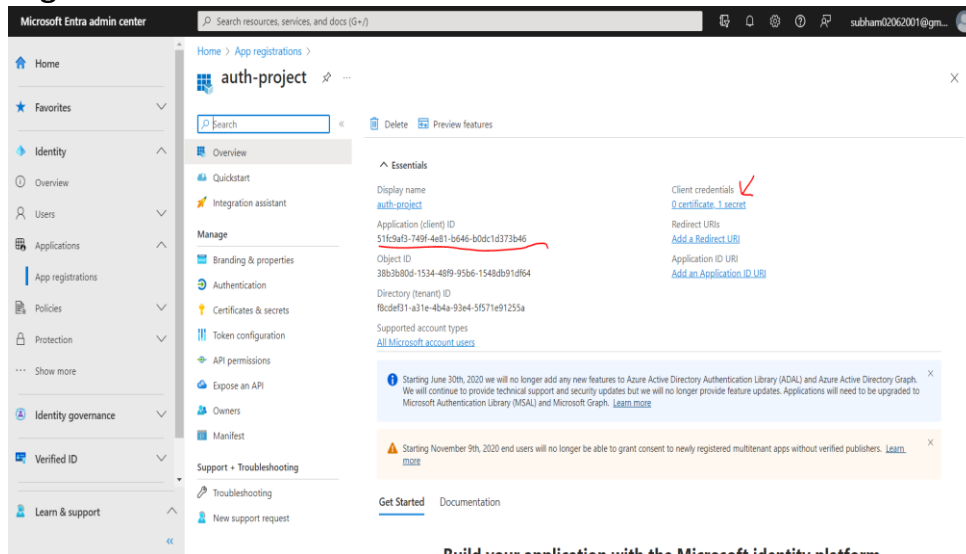 Microsoft Entra admin center
Search resources, services, and docs (G+/)
subham02062001@gm...
Home
Favorites
Identity
Overview
Users
Applications
App registrations
Policies
Protection
Show more
Identity governance
Verified ID
Learn & support
Home > App registrations >
auth-project
Search
Overview
Quickstart
Integration assistant
Manage
Branding & properties
Authentication
Certificates & secrets
Token configuration
API permissions
Expose an API
Owners
Manifest
Support + Troubleshooting
Troubleshooting
New support request
Delete
Preview features
Essentials
Display name
auth-project
Application (client) ID
51fc9af3-749f-4e81-b646-b0dc1d373b46
Object ID
38b3b80d-1534-48f9-95b6-1548db91df64
Directory (tenant) ID
f8cdef31-a31e-4b4a-93e4-5f571e91255a
Supported account types
All Microsoft account users
Client credentials
0 certificate, 1 secret
Redirect URIs
Add a Redirect URI
Application ID URI
Add an Application ID URI
Starting June 30th, 2020 we will no longer add any new features to Azure Active Directory Authentication Library (ADAL) and Azure Active Directory Graph.
We will continue to provide technical support and security updates but we will no longer provide feature updates. Applications will need to be upgraded to
Microsoft Authentication Library (MSAL) and Microsoft Graph. Learn more
Starting November 9th, 2020 end users will no longer be able to grant consent to newly registered multitenant apps without verified publishers. Learn
more
Get Started
Documentation
Build your application with the Microsoft identity platform